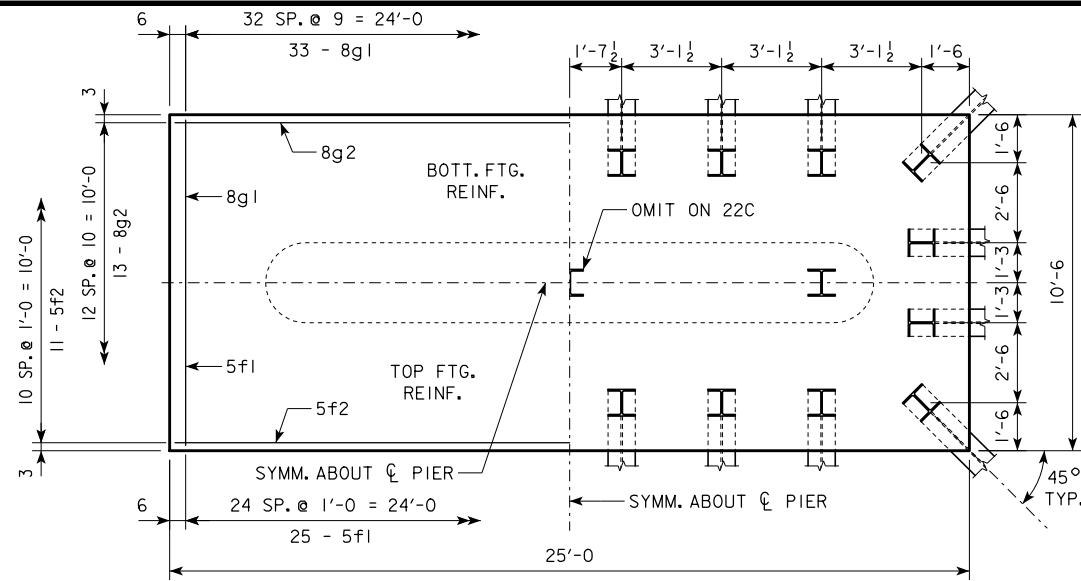 6
32 SP. @ 9 = 24'-0
33 - 8g1
1'-7½
3'-1½
3'-1½
3'-1½
1'-6
3
8g2
BOTT. FTG.
REINF.
8g1
OMIT ON 22C
12 SP. @ 10 = 10'-0
13 - 8g2
10 SP. @ 1'-0 = 10'-0
11 - 5f2
1'-6
2'-6
1'-3
1'-3
2'-6
1'-6
10'-6
5f1
TOP FTG.
REINF.
5f2
3
SYMM. ABOUT ℄ PIER
SYMM. ABOUT ℄ PIER
45°
TYP.
6
24 SP. @ 1'-0 = 24'-0
25 - 5f1
25'-0